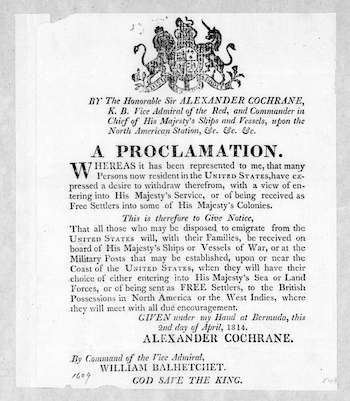 BY The Honorable Sir ALEXANDER COCHRANE,
K. B. Vice Admiral of the Red, and Commander in
Chief of His Majesty's Ships and Vessels, upon the
North American Station, &c. &c. &c.
A PROCLAMATION.
WHEREAS it has been represented to me, that many
Persons now resident in the UNITED STATES, have ex-
pressed a desire to withdraw therefrom, with a view of en-
tering into His Majesty's Service, or of being received as
Free Settlers into some of His Majesty's Colonies.
This is therefore to Give Notice,
That all those who may be disposed to emigrate from the
UNITED STATES will, with their Families, be received on
board of His Majesty's Ships or Vessels of War, or at the
Military Posts that may be established, upon or near the
Coast of the UNITED STATES, when they will have their
choice of either entering into His Majesty's Sea or Land
Forces, or of being sent as FREE Settlers, to the British
Possessions in North America or the West Indies, where
they will meet with all due encouragement.
GIVEN under my Hand at Bermuda, this
2nd day of April, 1814.
ALEXANDER COCHRANE.
By Command of the Vice Admiral,
WILLIAM BALHETCHET.
GOD SAVE THE KING.
1609